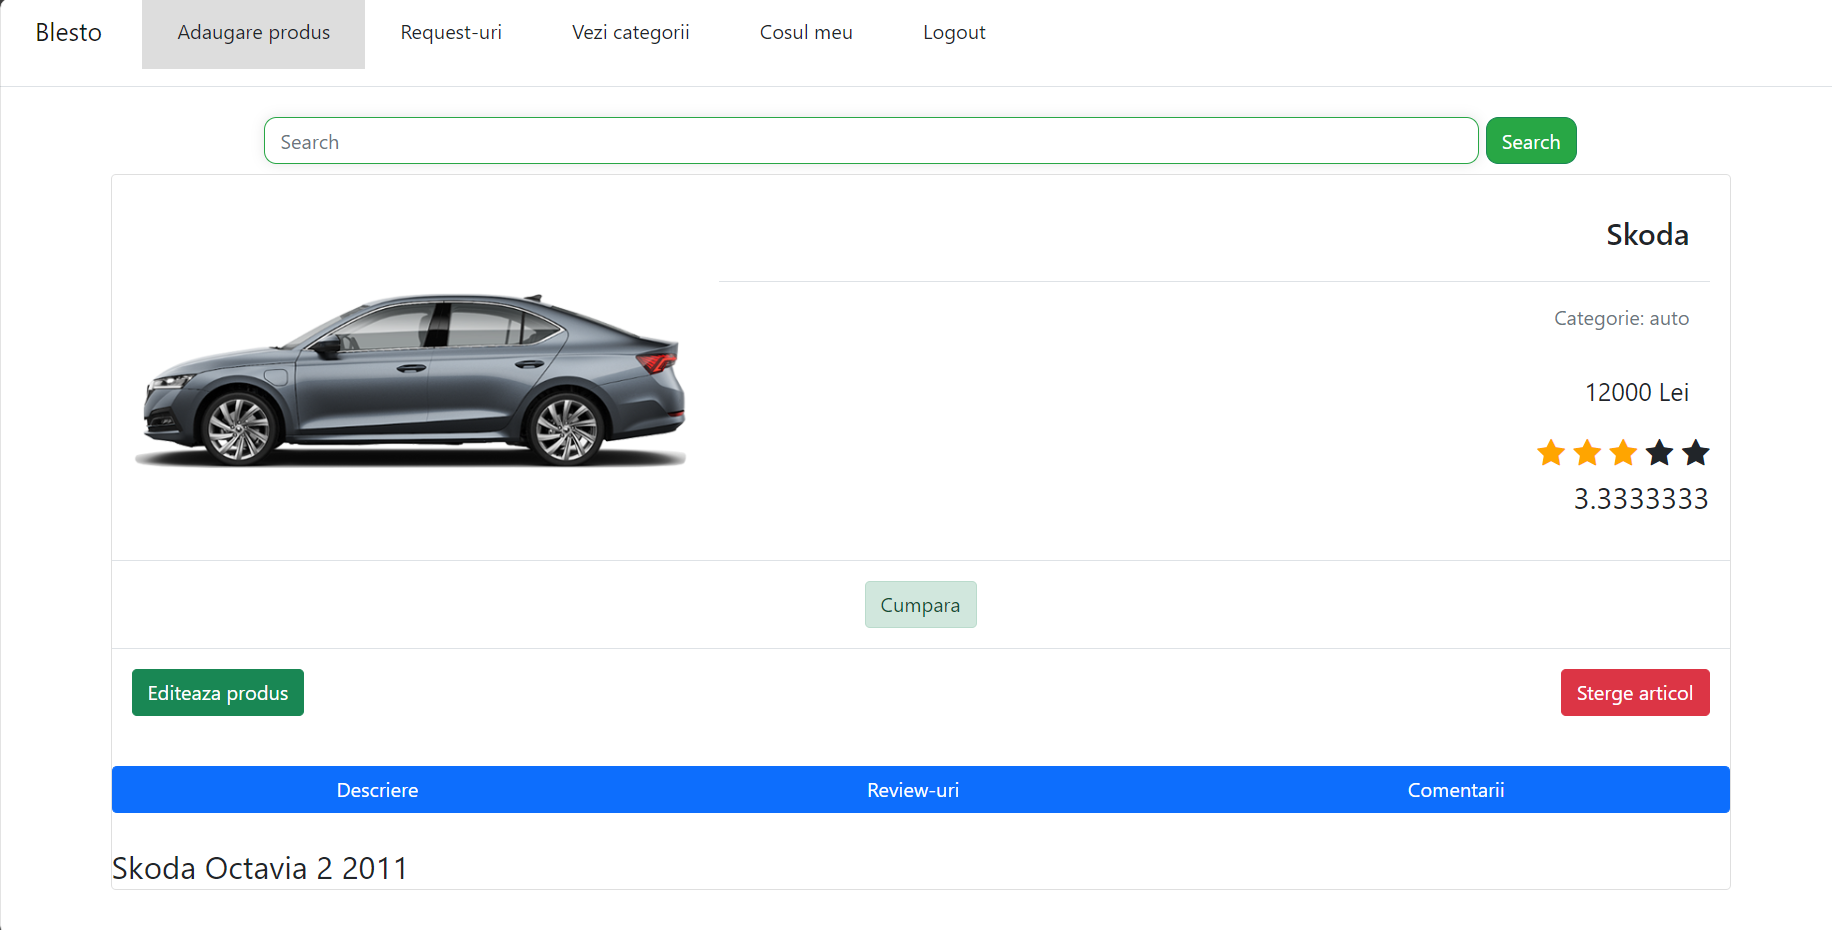 Blesto Adaugare produs Request-uri Vezi categorii Cosul meu Logout
Search Search
Skoda
Categorie: auto
12000 Lei
3.3333333
Cumpara
Editeaza produs Sterge articol
Descriere Review-uri Comentarii
Skoda Octavia 2 2011